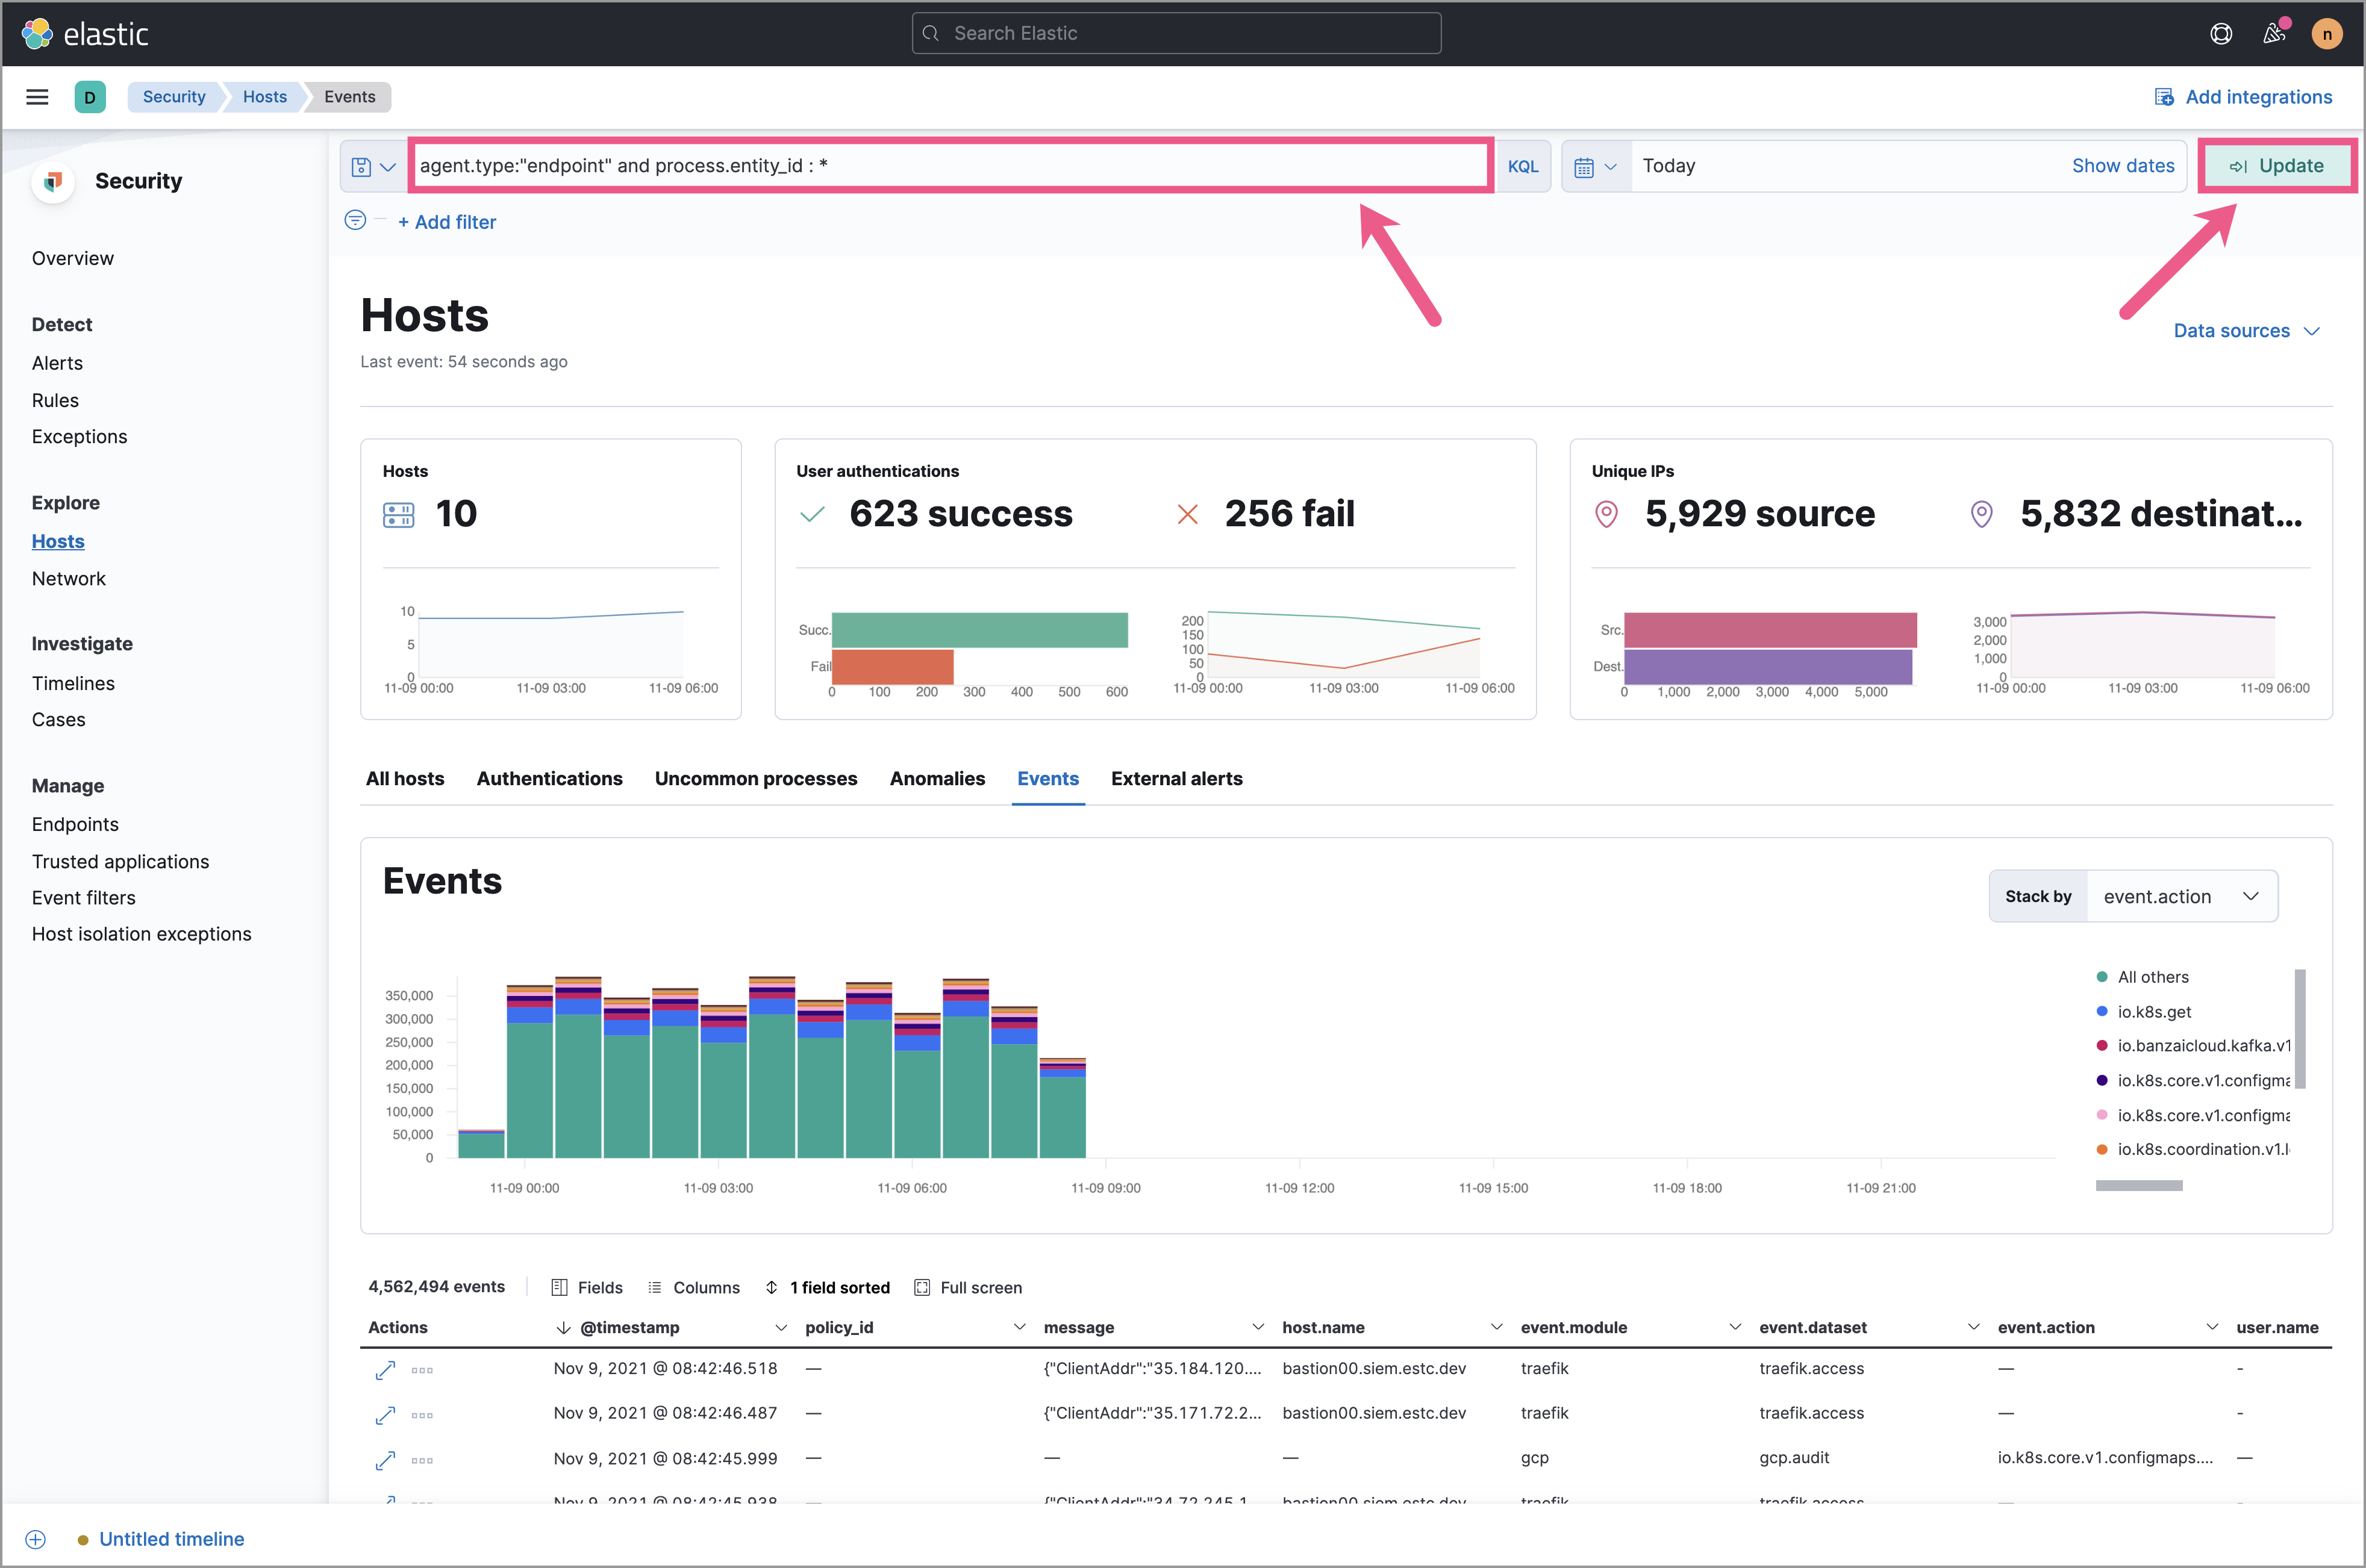 elastic
Search Elastic
n
D
Security
Hosts
Events
Add integrations
Security
Overview
Detect
Alerts
Rules
Exceptions
Explore
Hosts
Network
Investigate
Timelines
Cases
Manage
Endpoints
Trusted applications
Event filters
Host isolation exceptions
agent.type:"endpoint" and process.entity_id : *
KQL
Today
Show dates
Update
+ Add filter
Hosts
Last event: 54 seconds ago
Data sources
Hosts
10
10
5
0
11-09 00:00 11-09 03:00 11-09 06:00
User authentications
623 success
256 fail
Succ.
Fail
0 100 200 300 400 500 600
200
150
100
50
0
11-09 00:00 11-09 03:00 11-09 06:00
Unique IPs
5,929 source
5,832 destinat...
Src.
Dest.
0 1,000 2,000 3,000 4,000 5,000
3,000
2,000
1,000
0
11-09 00:00 11-09 03:00 11-09 06:00
All hosts Authentications Uncommon processes Anomalies Events External alerts
Events
Stack by event.action
350,000
300,000
250,000
200,000
150,000
100,000
50,000
0
11-09 00:00 11-09 03:00 11-09 06:00 11-09 09:00 11-09 12:00 11-09 15:00 11-09 18:00 11-09 21:00
All others
io.k8s.get
io.banzaicloud.kafka.v1
io.k8s.core.v1.configma
io.k8s.core.v1.configma
io.k8s.coordination.v1.l
4,562,494 events Fields Columns 1 field sorted Full screen
Actions @timestamp policy_id message host.name event.module event.dataset event.action user.name
Nov 9, 2021 @ 08:42:46.518 — {"ClientAddr":"35.184.120.... bastion00.siem.estc.dev traefik traefik.access — -
Nov 9, 2021 @ 08:42:46.487 — {"ClientAddr":"35.171.72.2... bastion00.siem.estc.dev traefik traefik.access — -
Nov 9, 2021 @ 08:42:45.999 — — — gcp gcp.audit io.k8s.core.v1.configmaps.... —
Nov 9, 2021 @ 08:42:45.938 — {"ClientAddr":"34.72.245.1 bastion00.siem.estc.dev traefik traefik.access — -
Untitled timeline